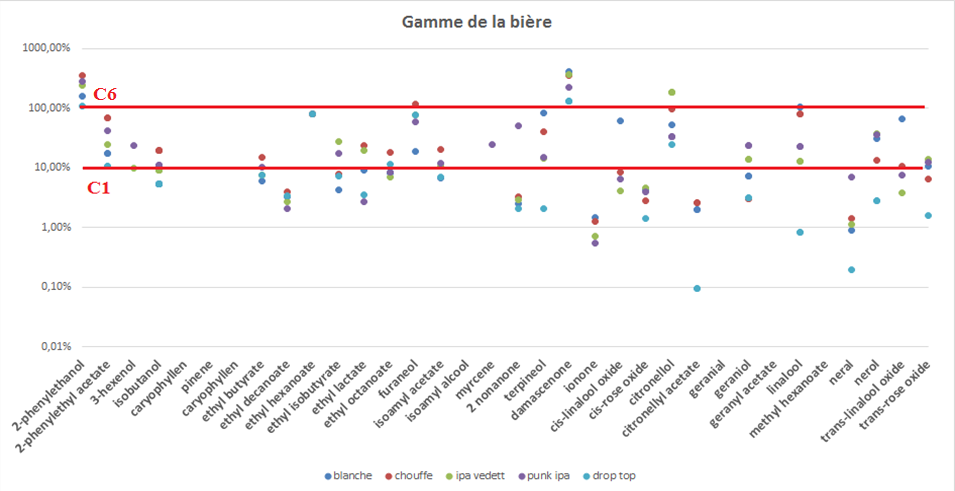 Gamme de la bière
1000,00%
100,00%
10,00%
1,00%
0,10%
0,01%
C6
C1
2-phenylethanol
2-phenylethyl acetate
3-hexenol
isobutanol
caryophyllen
pinene
caryophyllen
ethyl butyrate
ethyl decanoate
ethyl hexanoate
ethyl isobutyrate
ethyl lactate
ethyl octanoate
furaneol
isoamyl acetate
isoamyl alcool
myrcene
2 nonanone
terpineol
damascenone
ionone
cis-linalool oxide
cis-rose oxide
citronellol
citronellyl acetate
geranial
geraniol
geranyl acetate
linalool
methyl hexanoate
neral
nerol
trans-linalool oxide
trans-rose oxide
blanche chouffe ipa vedett punk ipa drop top